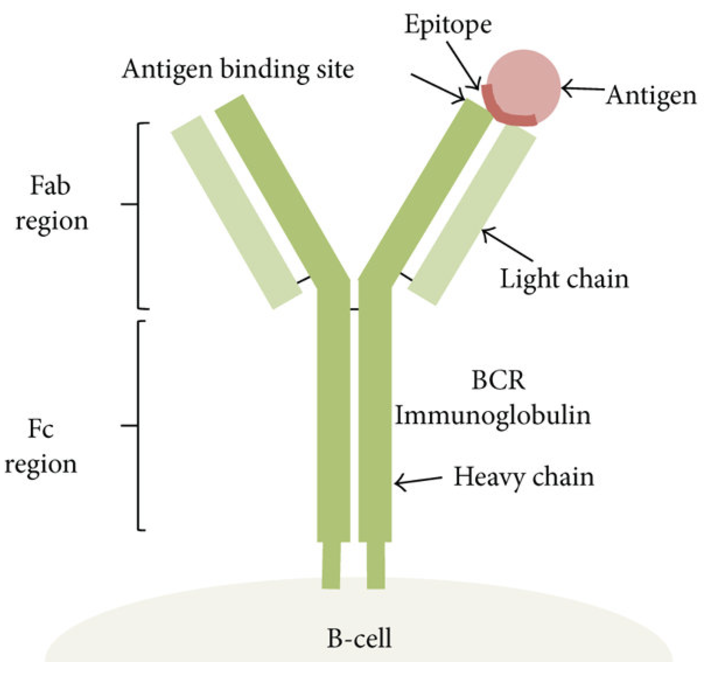 Epitope
Antigen binding site
Antigen
Fab
region
Light chain
BCR
Immunoglobulin
Fc
region
Heavy chain
B-cell